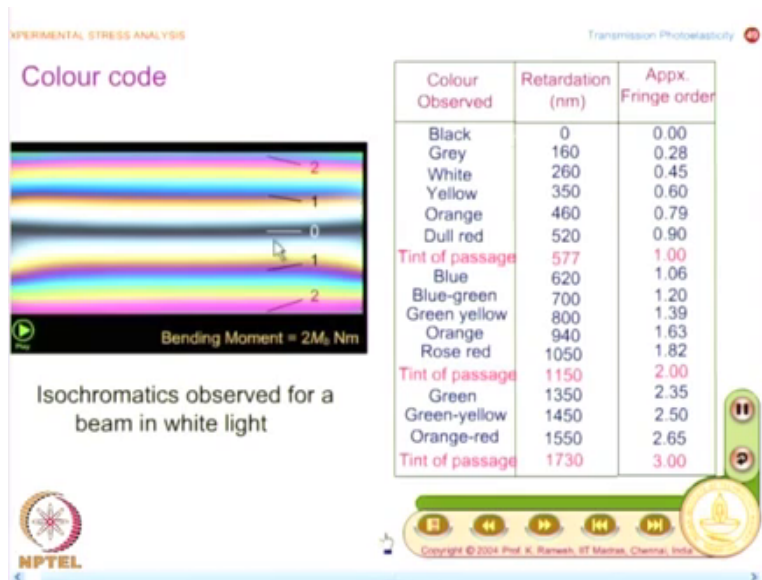 XPERIMENTAL STRESS ANALYSIS
Transmission Photoelasticity 49
Colour code
2
1
0
1
2
Play
Bending Moment = 2Mb Nm
Isochromatics observed for a
beam in white light
Colour Observed Retardation (nm) Appx. Fringe order
Black 0 0.00
Grey 160 0.28
White 260 0.45
Yellow 350 0.60
Orange 460 0.79
Dull red 520 0.90
Tint of passage 577 1.00
Blue 620 1.06
Blue-green 700 1.20
Green yellow 800 1.39
Orange 940 1.63
Rose red 1050 1.82
Tint of passage 1150 2.00
Green 1350 2.35
Green-yellow 1450 2.50
Orange-red 1550 2.65
Tint of passage 1730 3.00
NPTEL
Copyright © 2004 Prof. K. Ramesh, IIT Madras, Chennai, India